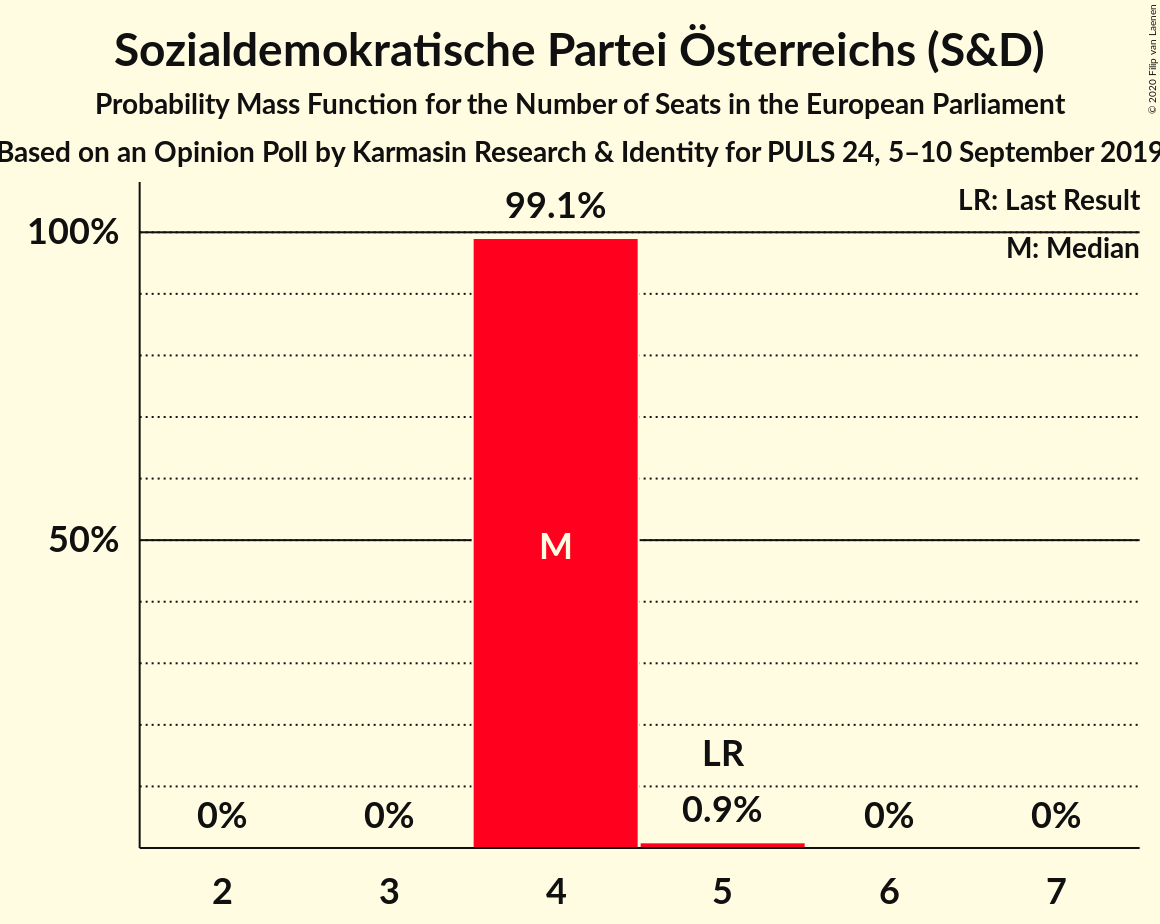 Sozialdemokratische Partei Österreichs (S&D)
Probability Mass Function for the Number of Seats in the European Parliament
Based on an Opinion Poll by Karmasin Research & Identity for PULS 24, 5–10 September 2019
© 2020 Filip van Laenen
LR: Last Result
M: Median
99.1%
100%
50%
M
LR
0%
0%
0.9%
0%
0%
2
3
4
5
6
7